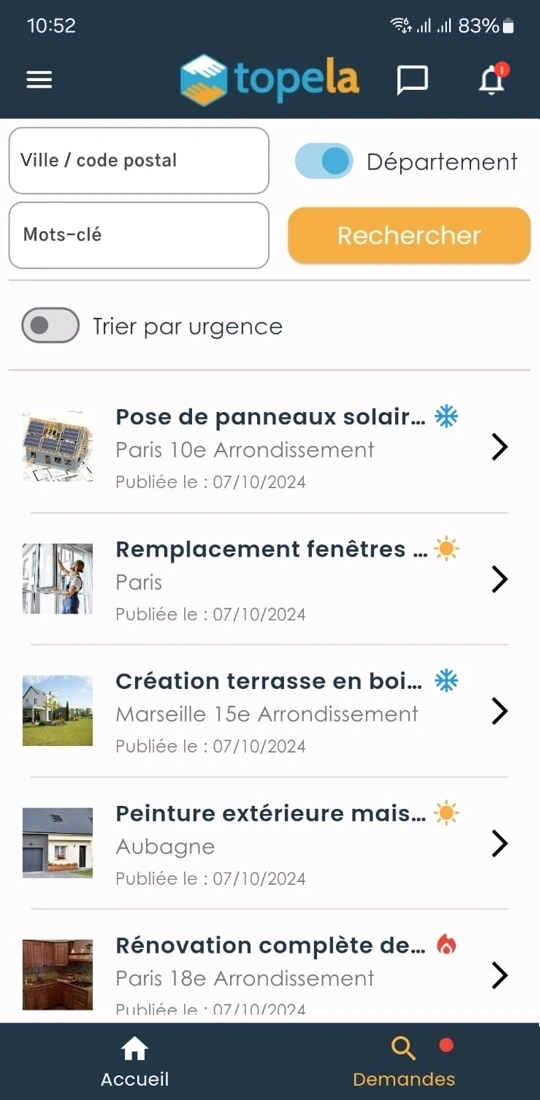 10:52
83%
topela
1
Ville / code postal
Département
Mots-clé
Rechercher
Trier par urgence
Pose de panneaux solair...
Paris 10e Arrondissement
Publiée le : 07/10/2024
Remplacement fenêtres ...
Paris
Publiée le : 07/10/2024
Création terrasse en boi...
Marseille 15e Arrondissement
Publiée le : 07/10/2024
Peinture extérieure mais...
Aubagne
Publiée le : 07/10/2024
Rénovation complète de...
Paris 18e Arrondissement
Publiée le : 07/10/2024
Accueil
Demandes